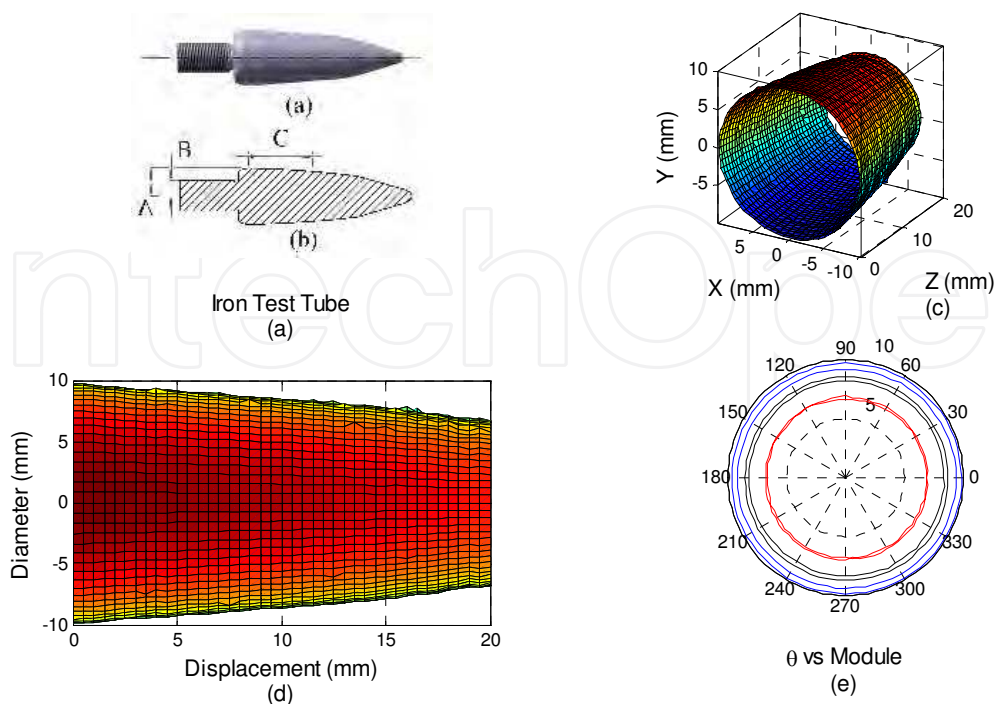 (a)
B
C
A
(b)
Iron Test Tube
(a)
10
5
0
-5
Y (mm)
5
0
-5
-10
0
10
20
X (mm)
Z (mm)
(c)
ntechOpe
10
5
0
-5
-10
0
5
10
15
20
Diameter (mm)
Displacement (mm)
(d)
90
10
120
60
150
5
30
180
0
210
330
240
300
270
θ vs Module
(e)